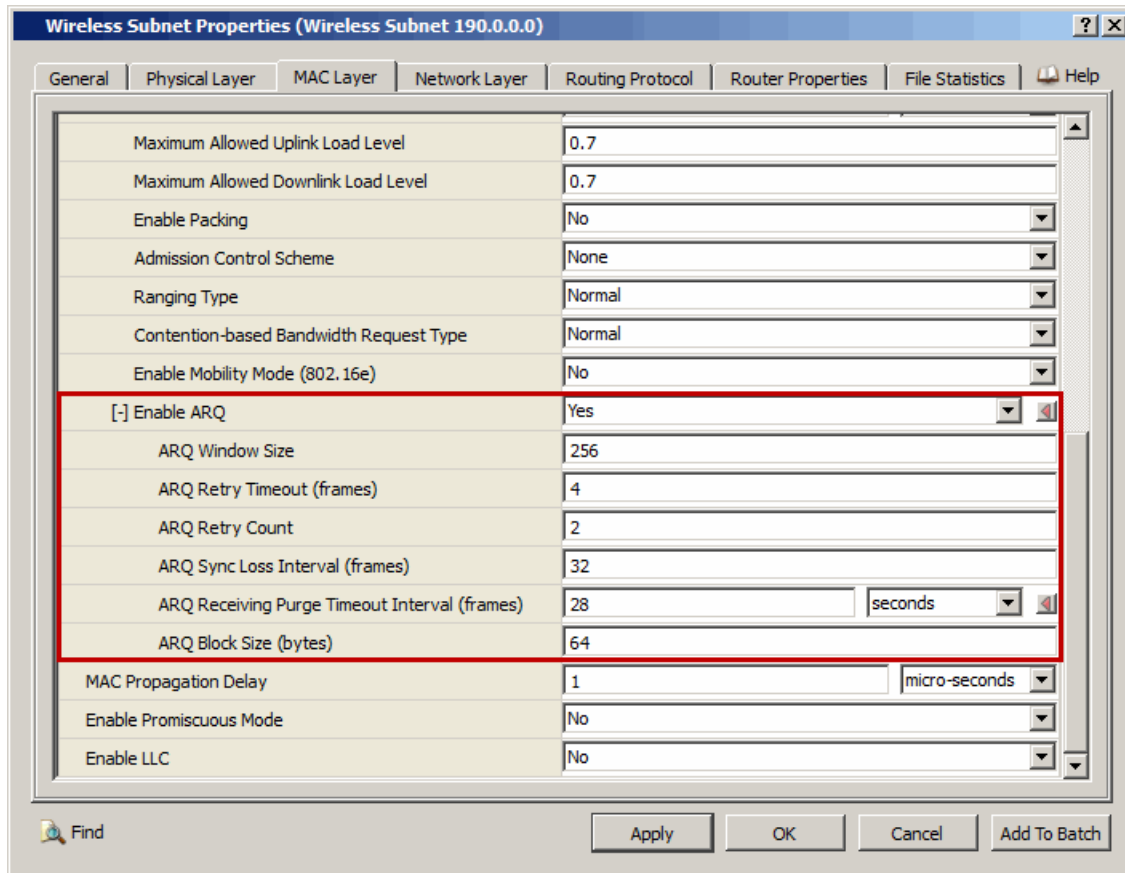 Wireless Subnet Properties (Wireless Subnet 190.0.0.0)
General Physical Layer MAC Layer Network Layer Routing Protocol Router Properties File Statistics Help
Maximum Allowed Uplink Load Level 0.7
Maximum Allowed Downlink Load Level 0.7
Enable Packing No
Admission Control Scheme None
Ranging Type Normal
Contention-based Bandwidth Request Type Normal
Enable Mobility Mode (802.16e) No
[-] Enable ARQ Yes
ARQ Window Size 256
ARQ Retry Timeout (frames) 4
ARQ Retry Count 2
ARQ Sync Loss Interval (frames) 32
ARQ Receiving Purge Timeout Interval (frames) 28 seconds
ARQ Block Size (bytes) 64
MAC Propagation Delay 1 micro-seconds
Enable Promiscuous Mode No
Enable LLC No
Find Apply OK Cancel Add To Batch